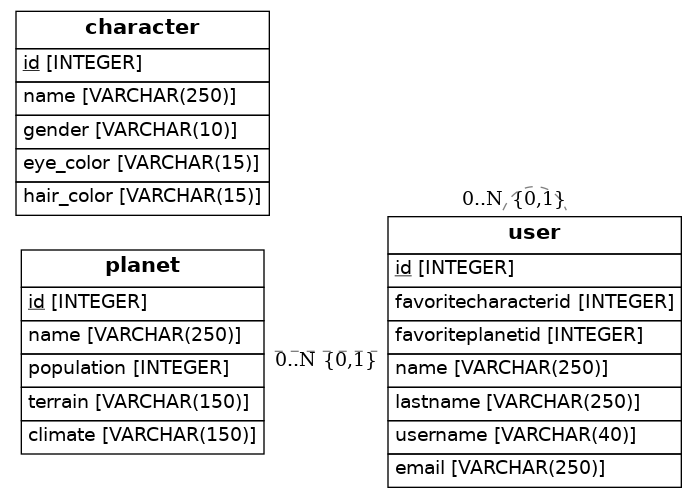 character
id [INTEGER]
name [VARCHAR(250)]
gender [VARCHAR(10)]
eye_color [VARCHAR(15)]
hair_color [VARCHAR(15)]
planet
id [INTEGER]
name [VARCHAR(250)]
population [INTEGER]
terrain [VARCHAR(150)]
climate [VARCHAR(150)]
0..N {0,1}
0..N {0,1}
user
id [INTEGER]
favoritecharacterid [INTEGER]
favoriteplanetid [INTEGER]
name [VARCHAR(250)]
lastname [VARCHAR(250)]
username [VARCHAR(40)]
email [VARCHAR(250)]